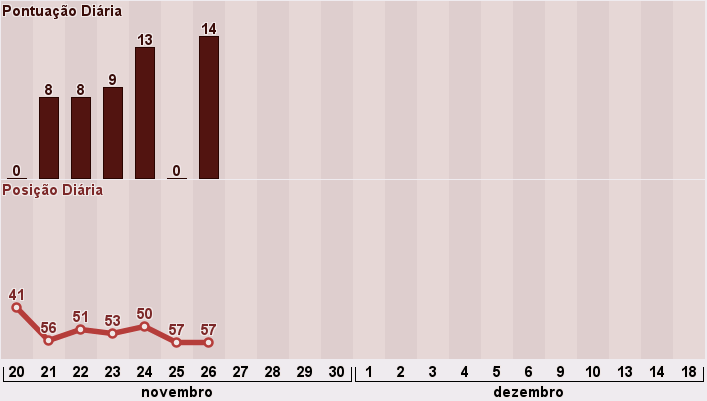 Pontuação Diária
0 8 8 9 13 0 14
Posição Diária
41 56 51 53 50 57 57
20 21 22 23 24 25 26 27 28 29 30 1 2 3 4 5 6 9 10 13 14 18
novembro dezembro